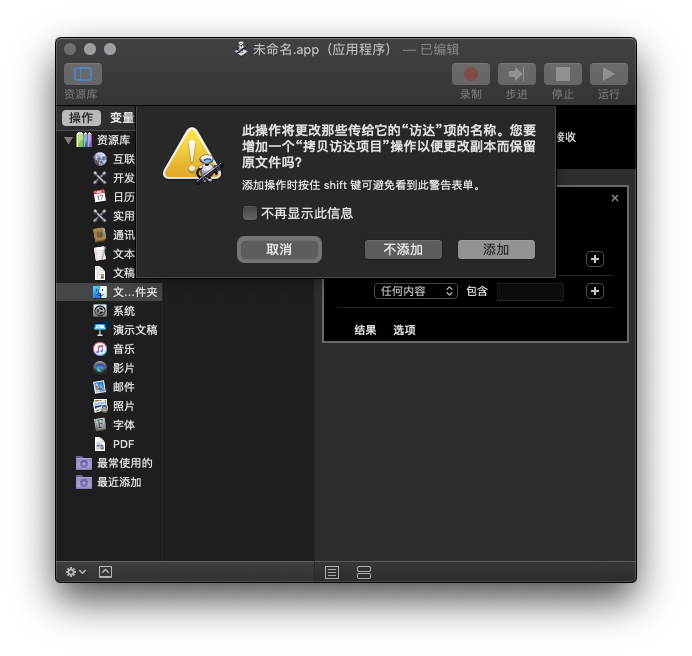 未命名.app（应用程序） — 已编辑
资源库
录制
步进
停止
运行
操作
变量
资源库
互联
开发
日历
实用
通讯
文本
文稿
文...件夹
系统
演示文稿
音乐
影片
邮件
照片
字体
PDF
最常使用的
最近添加
此操作将更改那些传给它的“访达”项的名称。您要
增加一个“拷贝访达项目”操作以便更改副本而保留
原文件吗？
添加操作时按住 shift 键可避免看到此警告表单。
不再显示此信息
取消
不添加
添加
接收
任何内容
包含
结果
选项